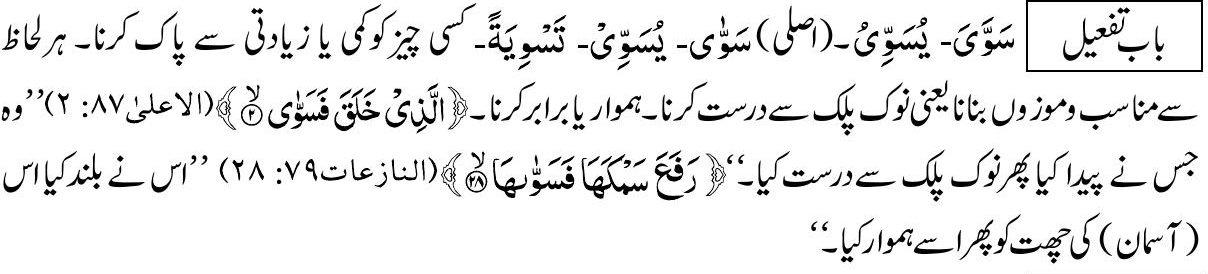 باب تفعیل سَوَّیَ۔ یُسَوِّیُ۔ (اصلی) سَوّٰی۔ یُسَوِّیْ۔ تَسْوِیَۃً۔ کسی چیز کو کمی یا زیادتی سے پاک کرنا۔ ہر لحاظ
سے مناسب و موزوں بنانا یعنی نوک پلک سے درست کرنا۔ ہموار یا برابر کرنا۔ ﴿الَّذِیْ خَلَقَ فَسَوّٰی ۙ﴿۲﴾﴾ (الاعلیٰ ۸۷: ۲) ’’وہ
جس نے پیدا کیا پھر نوک پلک سے درست کیا۔‘‘ ﴿رَفَعَ سَمْکَھَا فَسَوّٰىھَا ۙ﴿۲۸﴾﴾ (النازعات ۷۹: ۲۸) ’’اس نے بلند کیا اس
(آسمان) کی چھت کو پھر اسے ہموار کیا۔‘‘